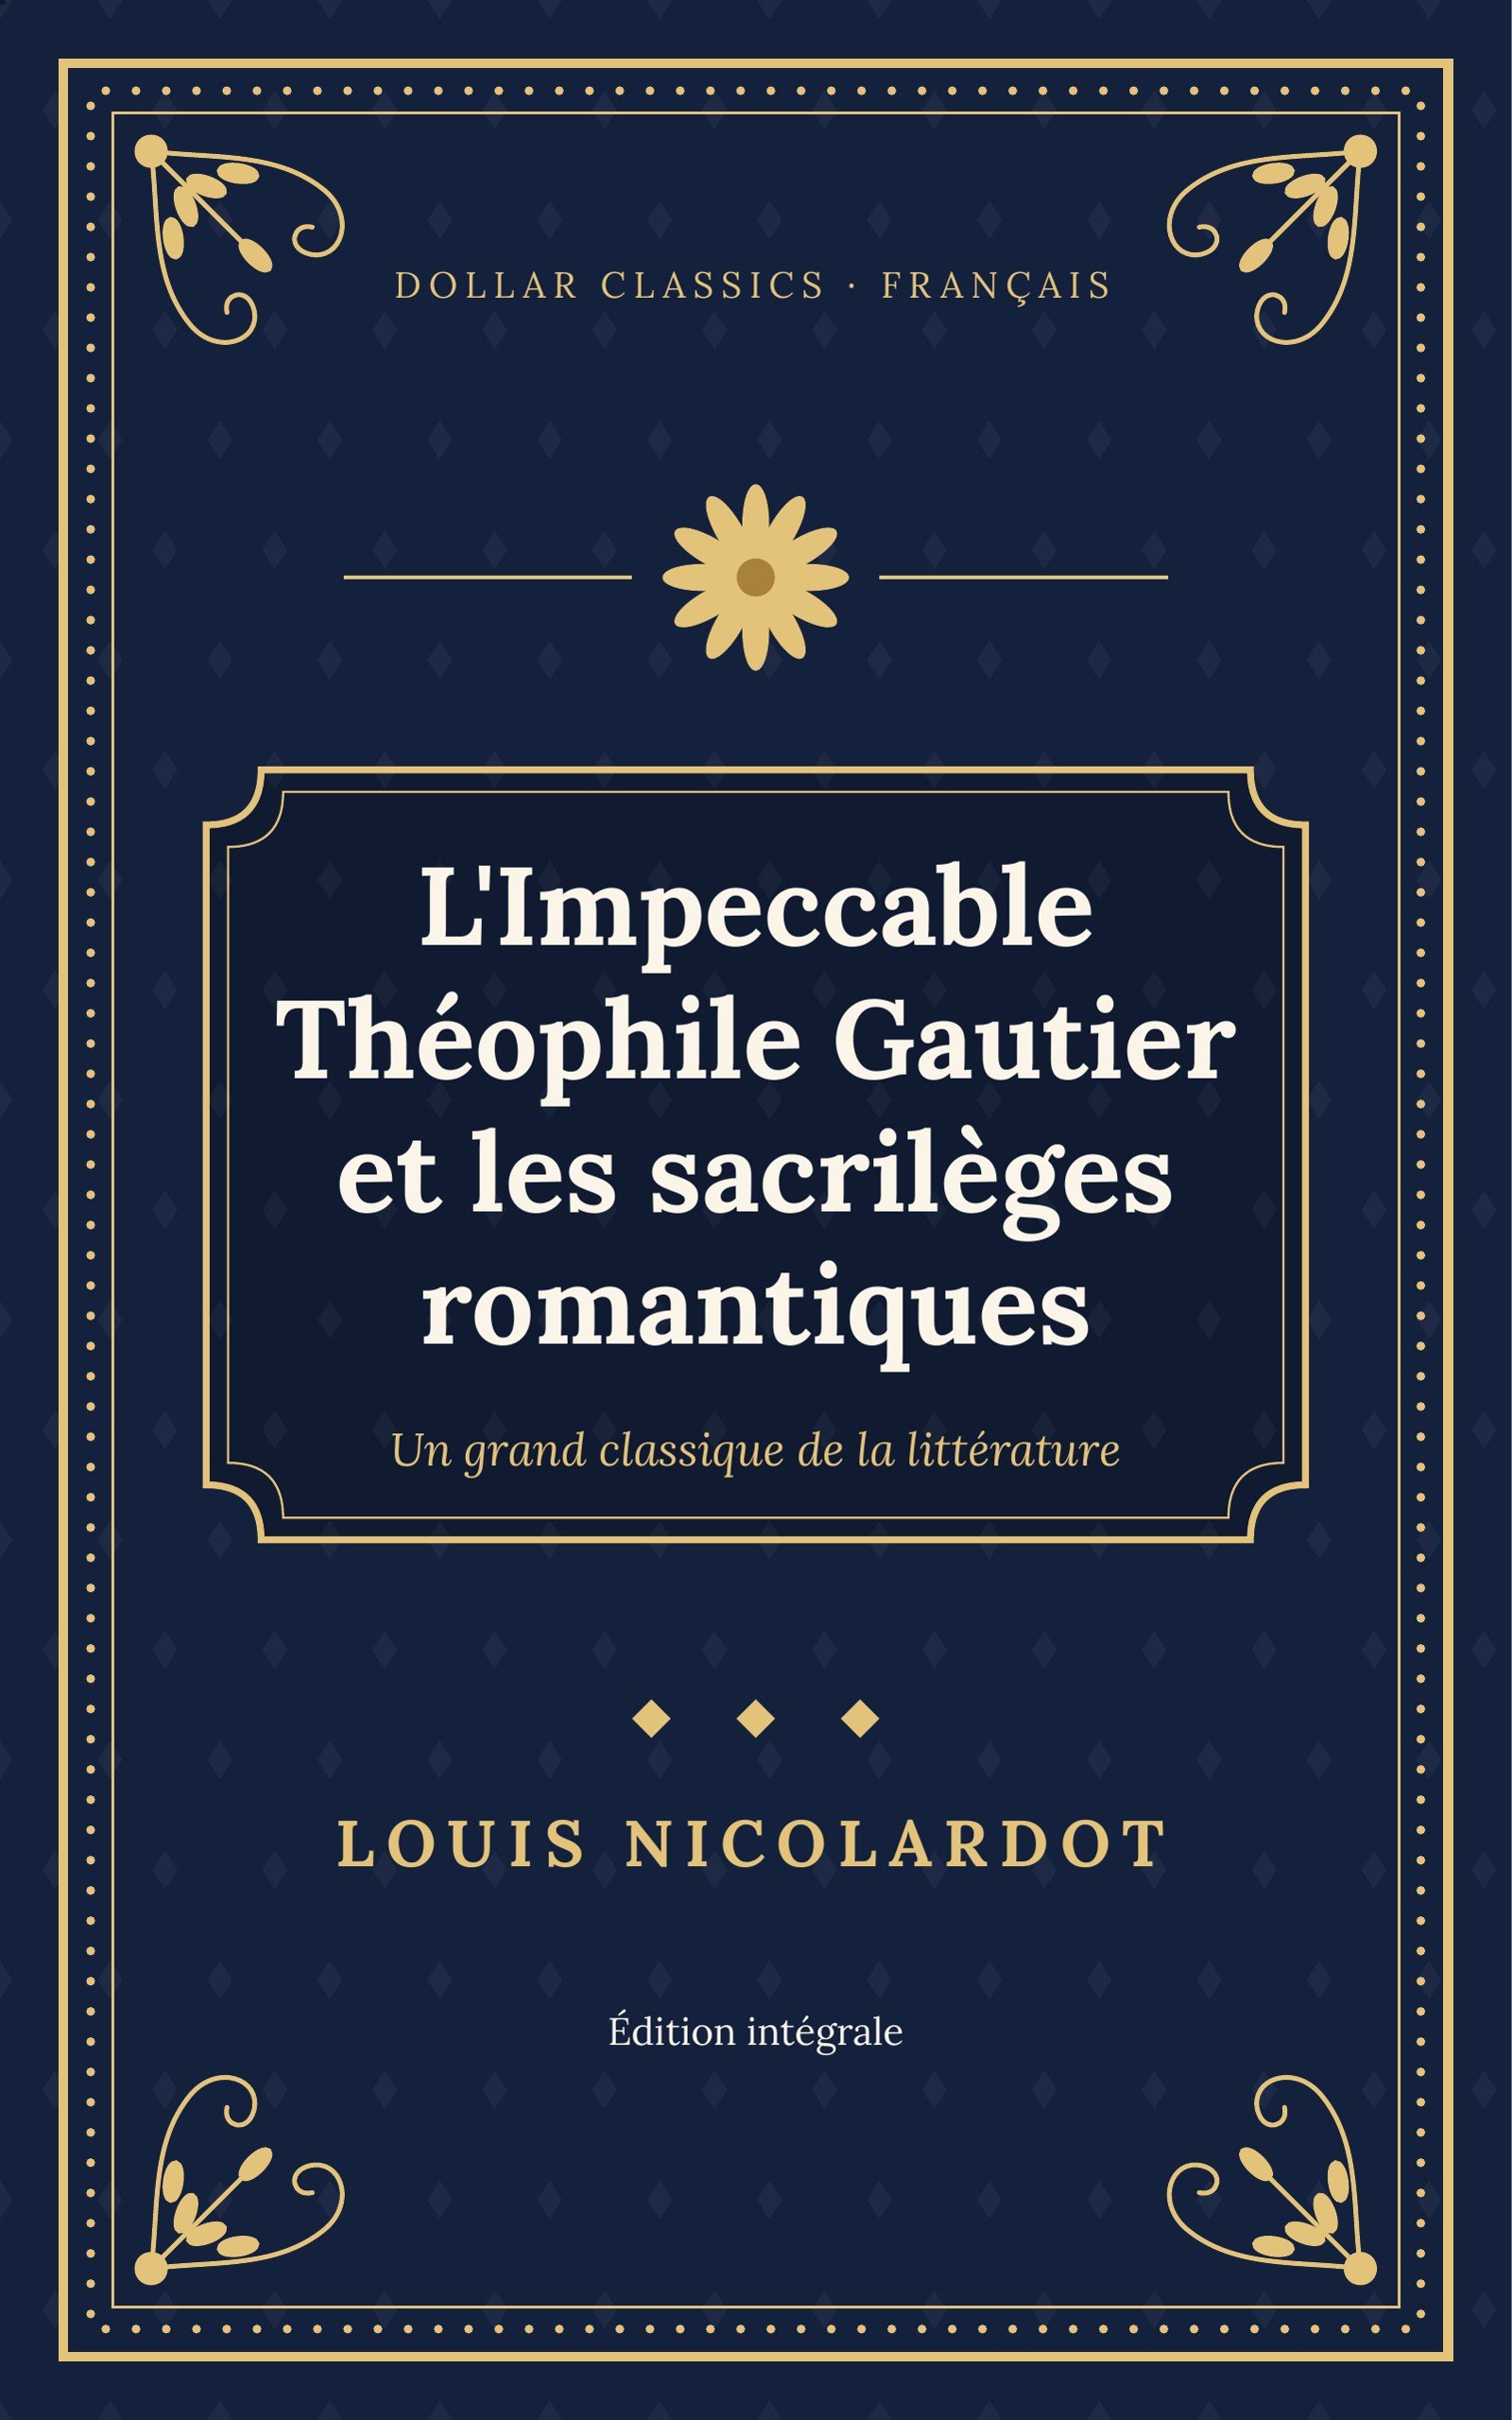 DOLLAR CLASSICS · FRANÇAIS
L'Impeccable
Théophile Gautier
et les sacrilèges
romantiques
Un grand classique de la littérature
LOUIS NICOLARDOT
Édition intégrale